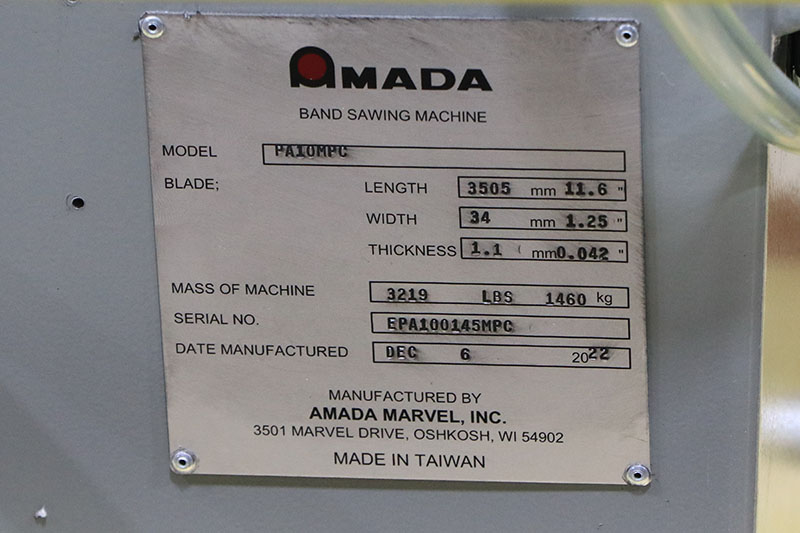 AMADA
BAND SAWING MACHINE
MODEL PA10MPC
BLADE; LENGTH 3505 mm 11.6 "
WIDTH 34 mm 1.25 "
THICKNESS 1.1 mm 0.042 "
MASS OF MACHINE 3219 LBS 1460 kg
SERIAL NO. EPA100145MPC
DATE MANUFACTURED DEC 6 2022
MANUFACTURED BY
AMADA MARVEL, INC.
3501 MARVEL DRIVE, OSHKOSH, WI 54902
MADE IN TAIWAN